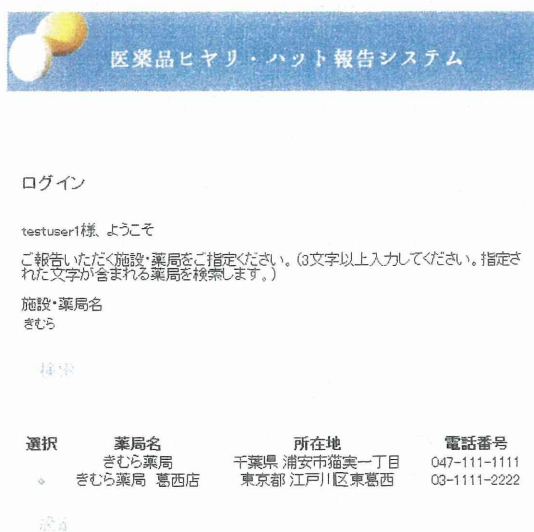 医薬品ヒヤリ・ハット報告システム
ログイン
testuser1様、ようこそ
ご報告いただく施設・薬局をご指定ください。(3文字以上入力してください。指定さ
れた文字が含まれる薬局を検索します。)
施設・薬局名
きむら
検索
選択 薬局名 所在地 電話番号
きむら薬局 千葉県 浦安市猫実一丁目 047-111-1111
きむら薬局 葛西店 東京都 江戸川区東葛西 03-1111-2222